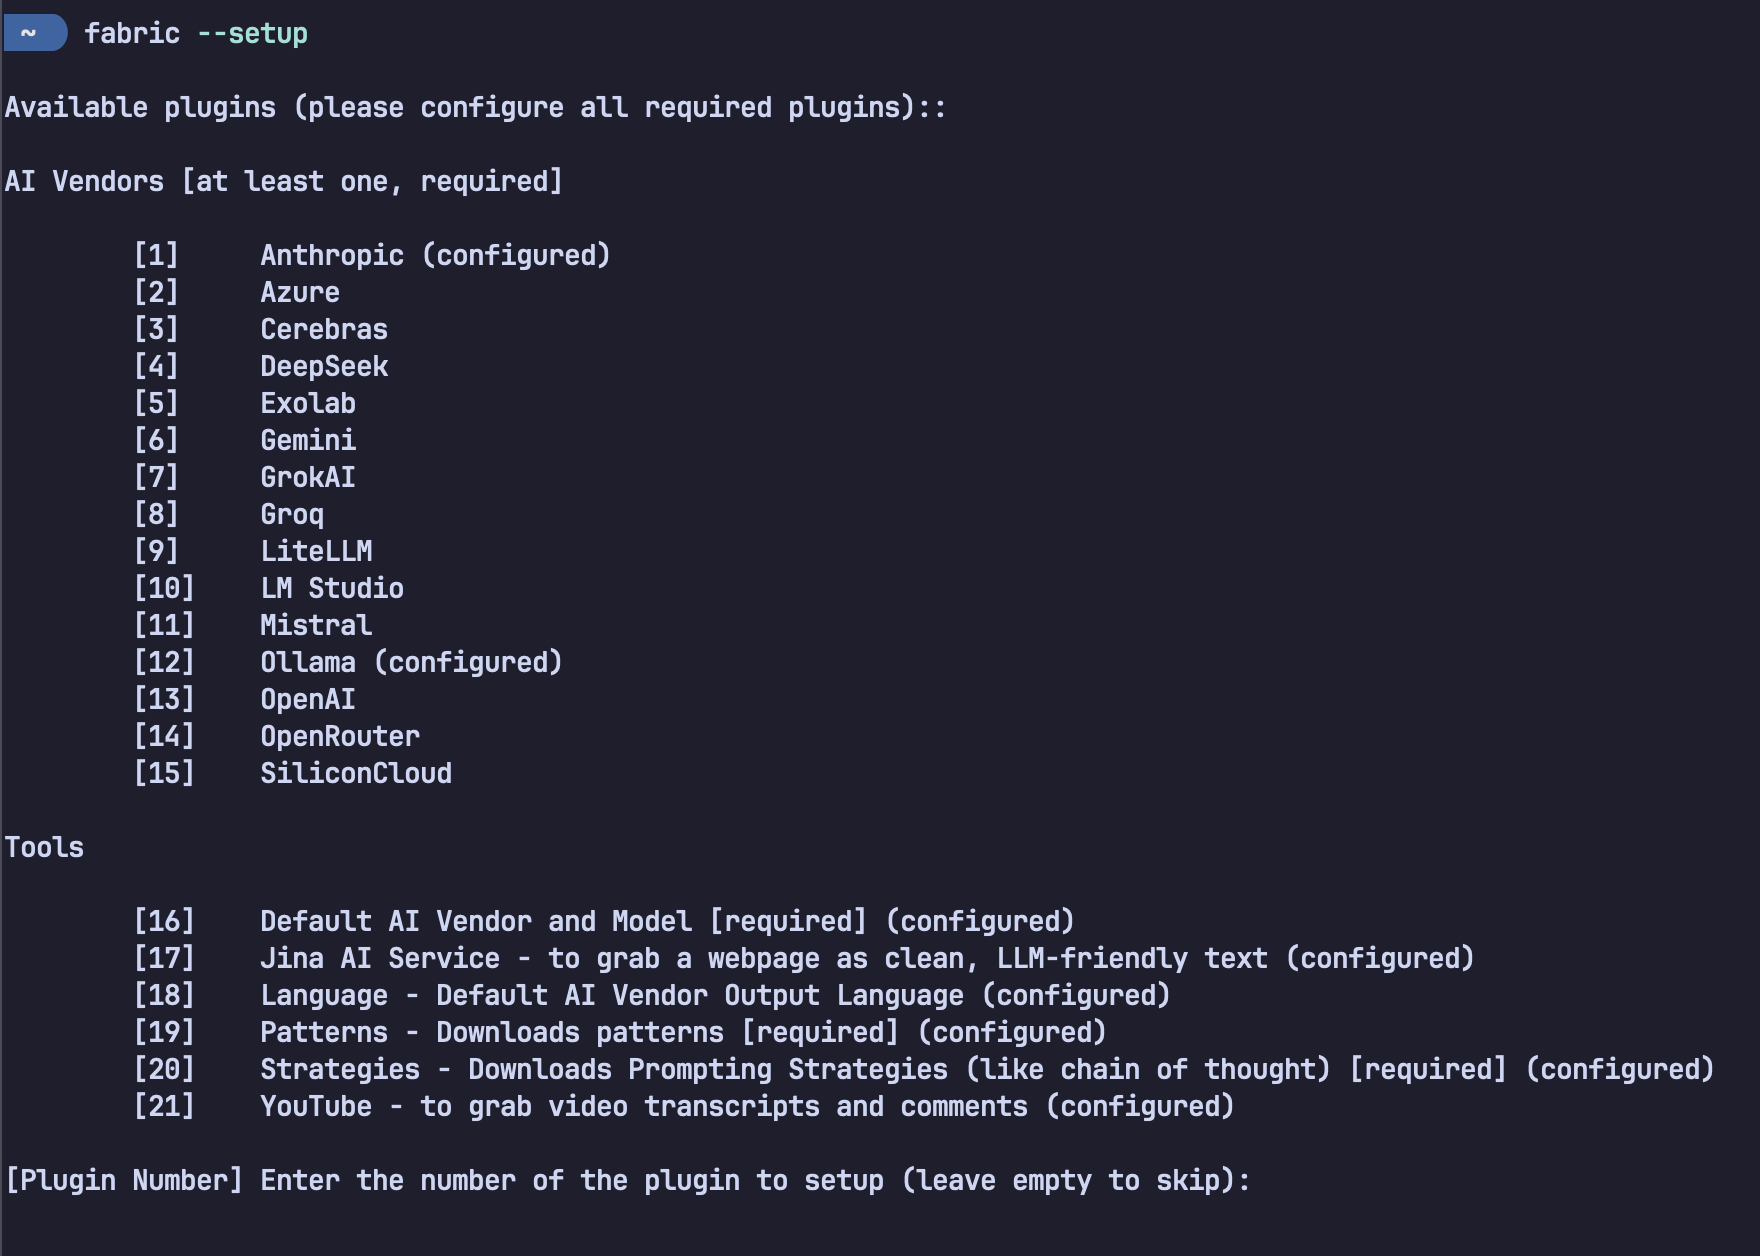 ~ fabric --setup
Available plugins (please configure all required plugins)::
AI Vendors [at least one, required]
[1] Anthropic (configured)
[2] Azure
[3] Cerebras
[4] DeepSeek
[5] Exolab
[6] Gemini
[7] GrokAI
[8] Groq
[9] LiteLLM
[10] LM Studio
[11] Mistral
[12] Ollama (configured)
[13] OpenAI
[14] OpenRouter
[15] SiliconCloud
Tools
[16] Default AI Vendor and Model [required] (configured)
[17] Jina AI Service - to grab a webpage as clean, LLM-friendly text (configured)
[18] Language - Default AI Vendor Output Language (configured)
[19] Patterns - Downloads patterns [required] (configured)
[20] Strategies - Downloads Prompting Strategies (like chain of thought) [required] (configured)
[21] YouTube - to grab video transcripts and comments (configured)
[Plugin Number] Enter the number of the plugin to setup (leave empty to skip):